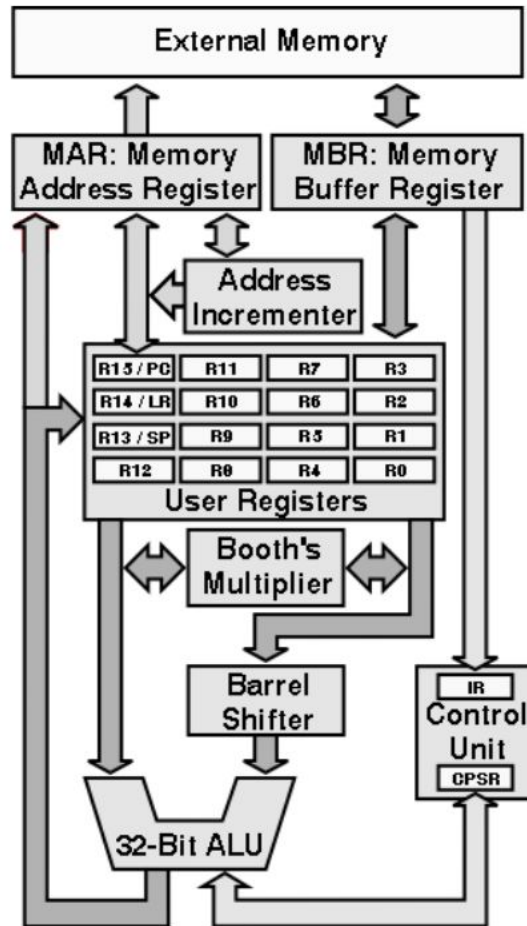 External Memory
MAR: Memory
Address Register
MBR: Memory
Buffer Register
Address
Incrementer
R15 / PC R11 R7 R3
R14 / LR R10 R6 R2
R13 / SP R9 R5 R1
R12 R8 R4 R0
User Registers
Booth's
Multiplier
Barrel
Shifter
IR
Control
Unit
CPSR
32-Bit ALU